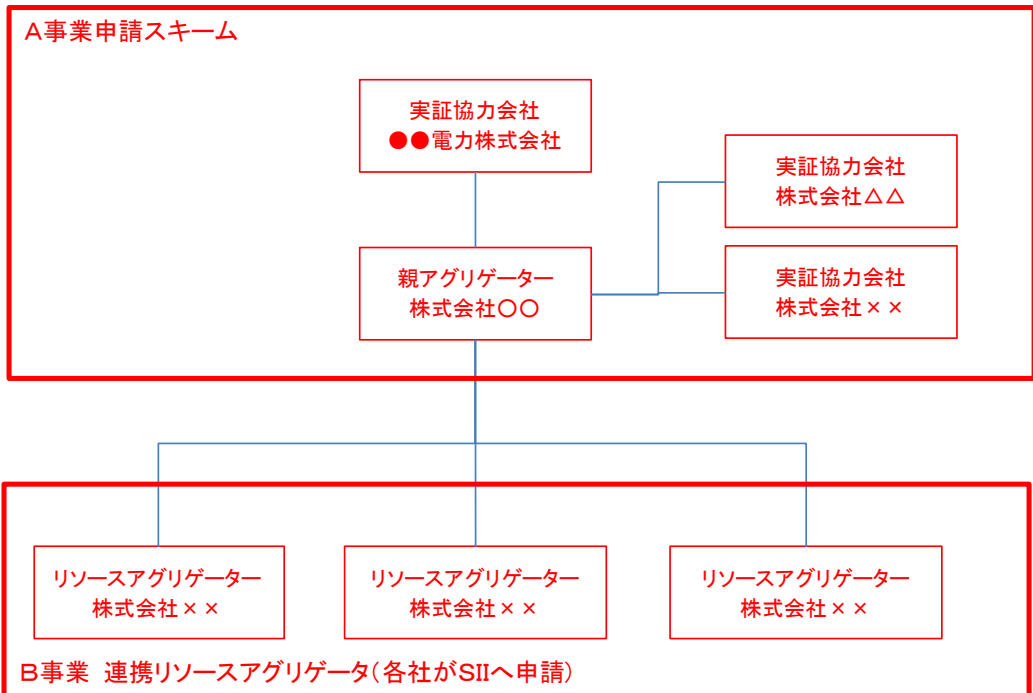 A事業申請スキーム
実証協力会社
●●電力株式会社
実証協力会社
株式会社△△
親アグリゲーター
株式会社〇〇
実証協力会社
株式会社××
リソースアグリゲーター
株式会社××
リソースアグリゲーター
株式会社××
リソースアグリゲーター
株式会社××
B事業 連携リソースアグリゲータ(各社がSIIへ申請)